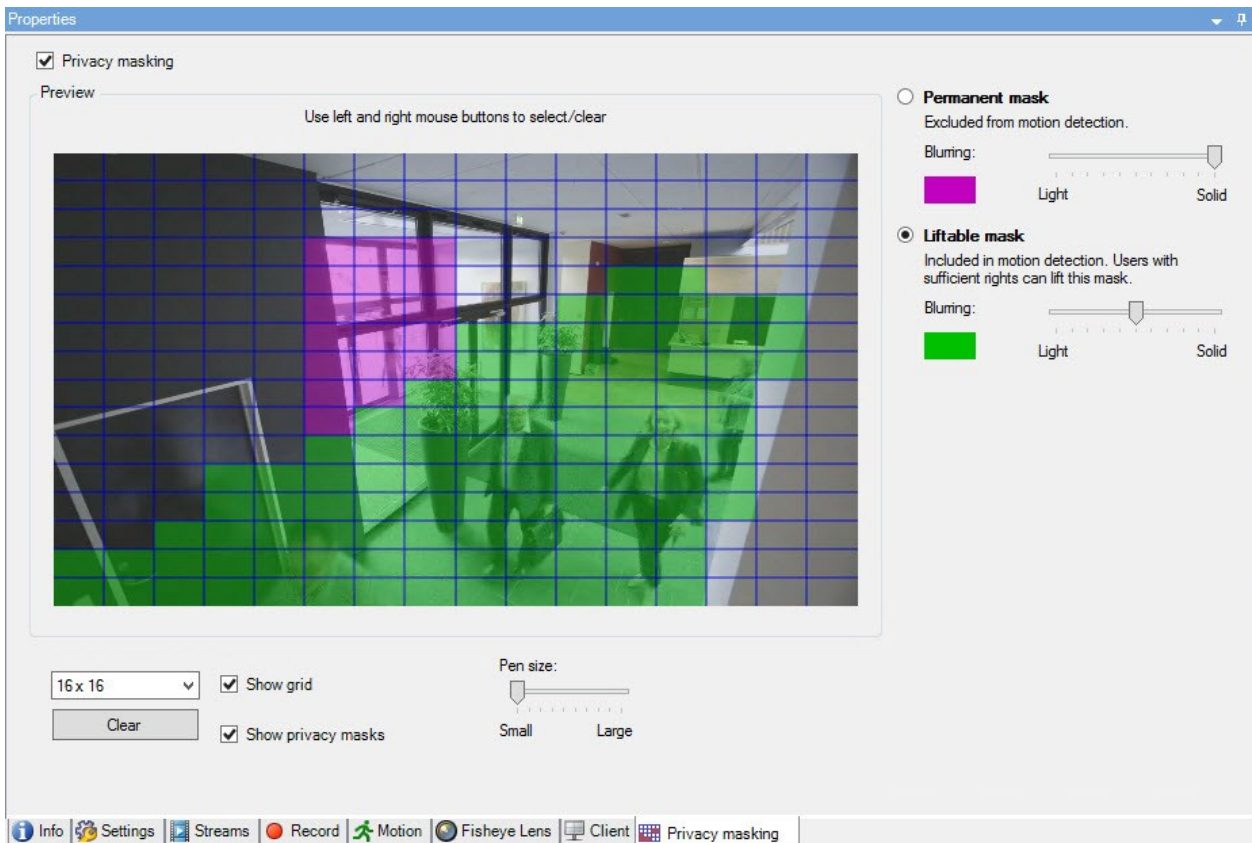 Properties
Privacy masking
Preview
Use left and right mouse buttons to select/clear
Permanent mask
Excluded from motion detection.
Blurring:
Light
Solid
Liftable mask
Included in motion detection. Users with
sufficient rights can lift this mask.
Blurring:
Light
Solid
16 x 16
Show grid
Clear
Show privacy masks
Pen size:
Small
Large
Info
Settings
Streams
Record
Motion
Fisheye Lens
Client
Privacy masking